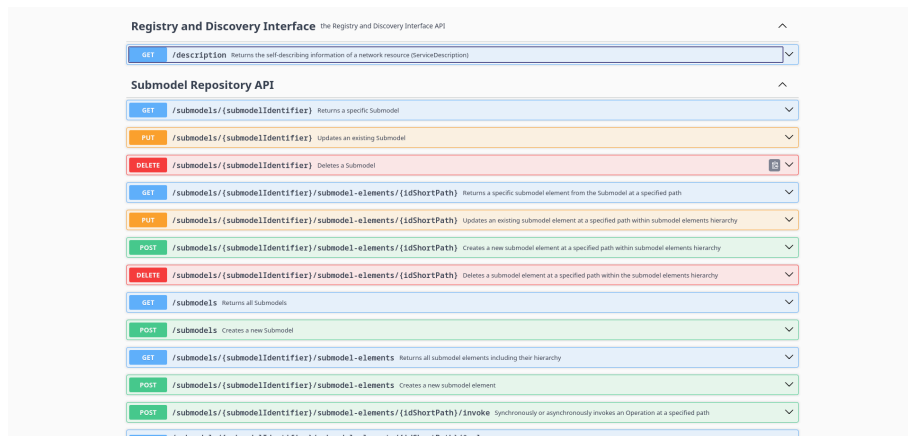 Registry and Discovery Interface the Registry and Discovery Interface API
GET /description Returns the self-describing information of a network resource (ServiceDescription)
Submodel Repository API
GET /submodels/{submodelIdentifier} Returns a specific Submodel
PUT /submodels/{submodelIdentifier} Updates an existing Submodel
DELETE /submodels/{submodelIdentifier} Deletes a Submodel
GET /submodels/{submodelIdentifier}/submodel-elements/{idShortPath} Returns a specific submodel element from the Submodel at a specified path
PUT /submodels/{submodelIdentifier}/submodel-elements/{idShortPath} Updates an existing submodel element at a specified path within submodel elements hierarchy
POST /submodels/{submodelIdentifier}/submodel-elements/{idShortPath} Creates a new submodel element at a specified path within submodel elements hierarchy
DELETE /submodels/{submodelIdentifier}/submodel-elements/{idShortPath} Deletes a submodel element at a specified path within the submodel elements hierarchy
GET /submodels Returns all Submodels
POST /submodels Creates a new Submodel
GET /submodels/{submodelIdentifier}/submodel-elements Returns all submodel elements including their hierarchy
POST /submodels/{submodelIdentifier}/submodel-elements Creates a new submodel element
POST /submodels/{submodelIdentifier}/submodel-elements/{idShortPath}/invoke Synchronously or asynchronously invokes an Operation at a specified path